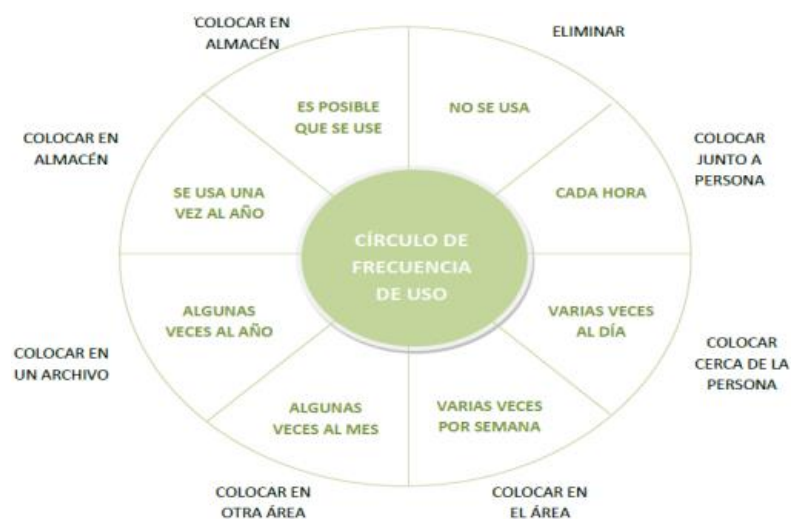 COLOCAR EN
ALMACÉN
ELIMINAR
ES POSIBLE
QUE SE USE
NO SE USA
COLOCAR EN
ALMACÉN
COLOCAR
JUNTO A
PERSONA
SE USA UNA
VEZ AL AÑO
CADA HORA
CÍRCULO DE
FRECUENCIA
DE USO
ALGUNAS
VECES AL AÑO
VARIAS VECES
AL DÍA
COLOCAR EN
UN ARCHIVO
COLOCAR
CERCA DE LA
PERSONA
ALGUNAS
VECES AL MES
VARIAS VECES
POR SEMANA
COLOCAR EN
OTRA ÁREA
COLOCAR EN
EL ÁREA